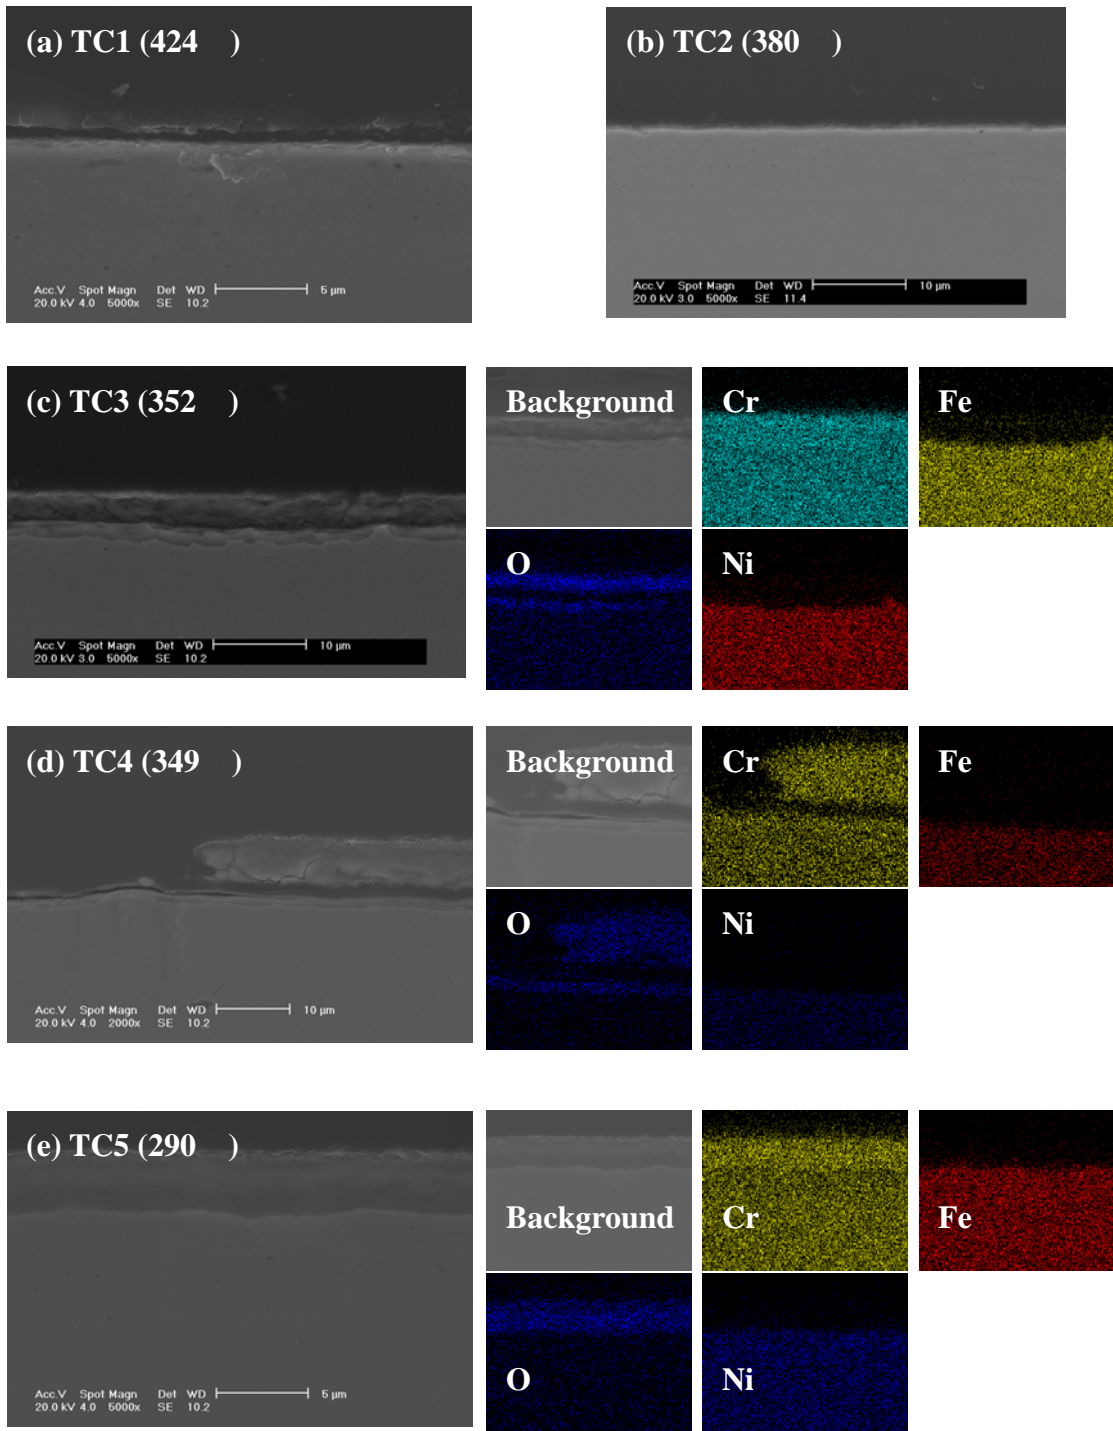 (a) TC1 (424 )
Acc.V Spot Magn Det WD 5 µm
20.0 kV 4.0 5000x SE 10.2
(b) TC2 (380 )
Acc.V Spot Magn Det WD 10 µm
20.0 kV 3.0 5000x SE 11.4
(c) TC3 (352 )
Acc.V Spot Magn Det WD 10 µm
20.0 kV 3.0 5000x SE 10.2
Background
Cr
Fe
O
Ni
(d) TC4 (349 )
Acc.V Spot Magn Det WD 10 µm
20.0 kV 4.0 2000x SE 10.2
Background
Cr
Fe
O
Ni
(e) TC5 (290 )
Acc.V Spot Magn Det WD 5 µm
20.0 kV 4.0 5000x SE 10.2
Background
Cr
Fe
O
Ni